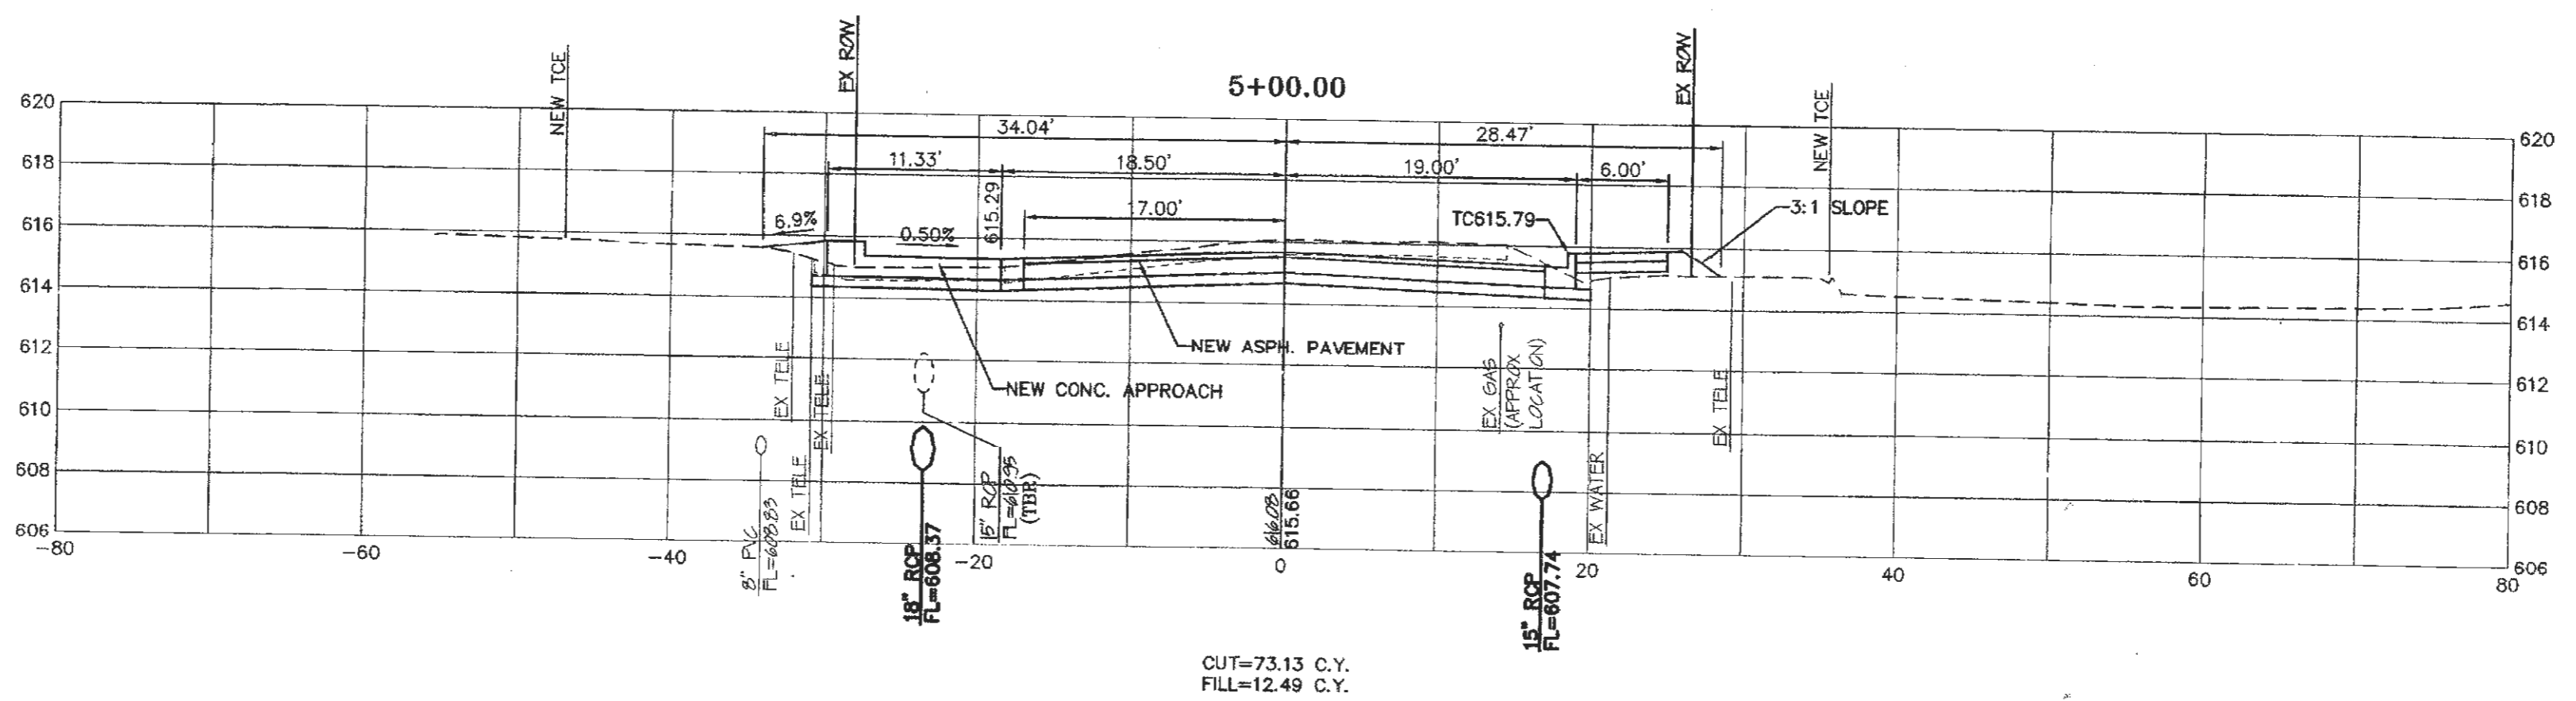 5+00.00
NEW TCE
EX ROW
EX ROW
NEW TCE
34.04'
28.47'
11.33'
18.50'
19.00'
6.00'
17.00'
6.9%
0.50%
615.29
TC615.79
3:1 SLOPE
620
618
616
614
612
610
608
606
620
618
616
614
612
610
608
606
NEW ASPH. PAVEMENT
NEW CONC. APPROACH
EX TELE
EX TELE
EX TELE
EX GAS
(APPROX
LOCATION)
EX TELE
EX WATER
8" PVC
FL=608.83
18" RCP
FL=608.37
15" RCP
FL=610.95
(TBR)
616.08
615.66
15" RCP
FL=607.74
-80
-60
-40
-20
0
20
40
60
80
CUT=73.13 C.Y.
FILL=12.49 C.Y.